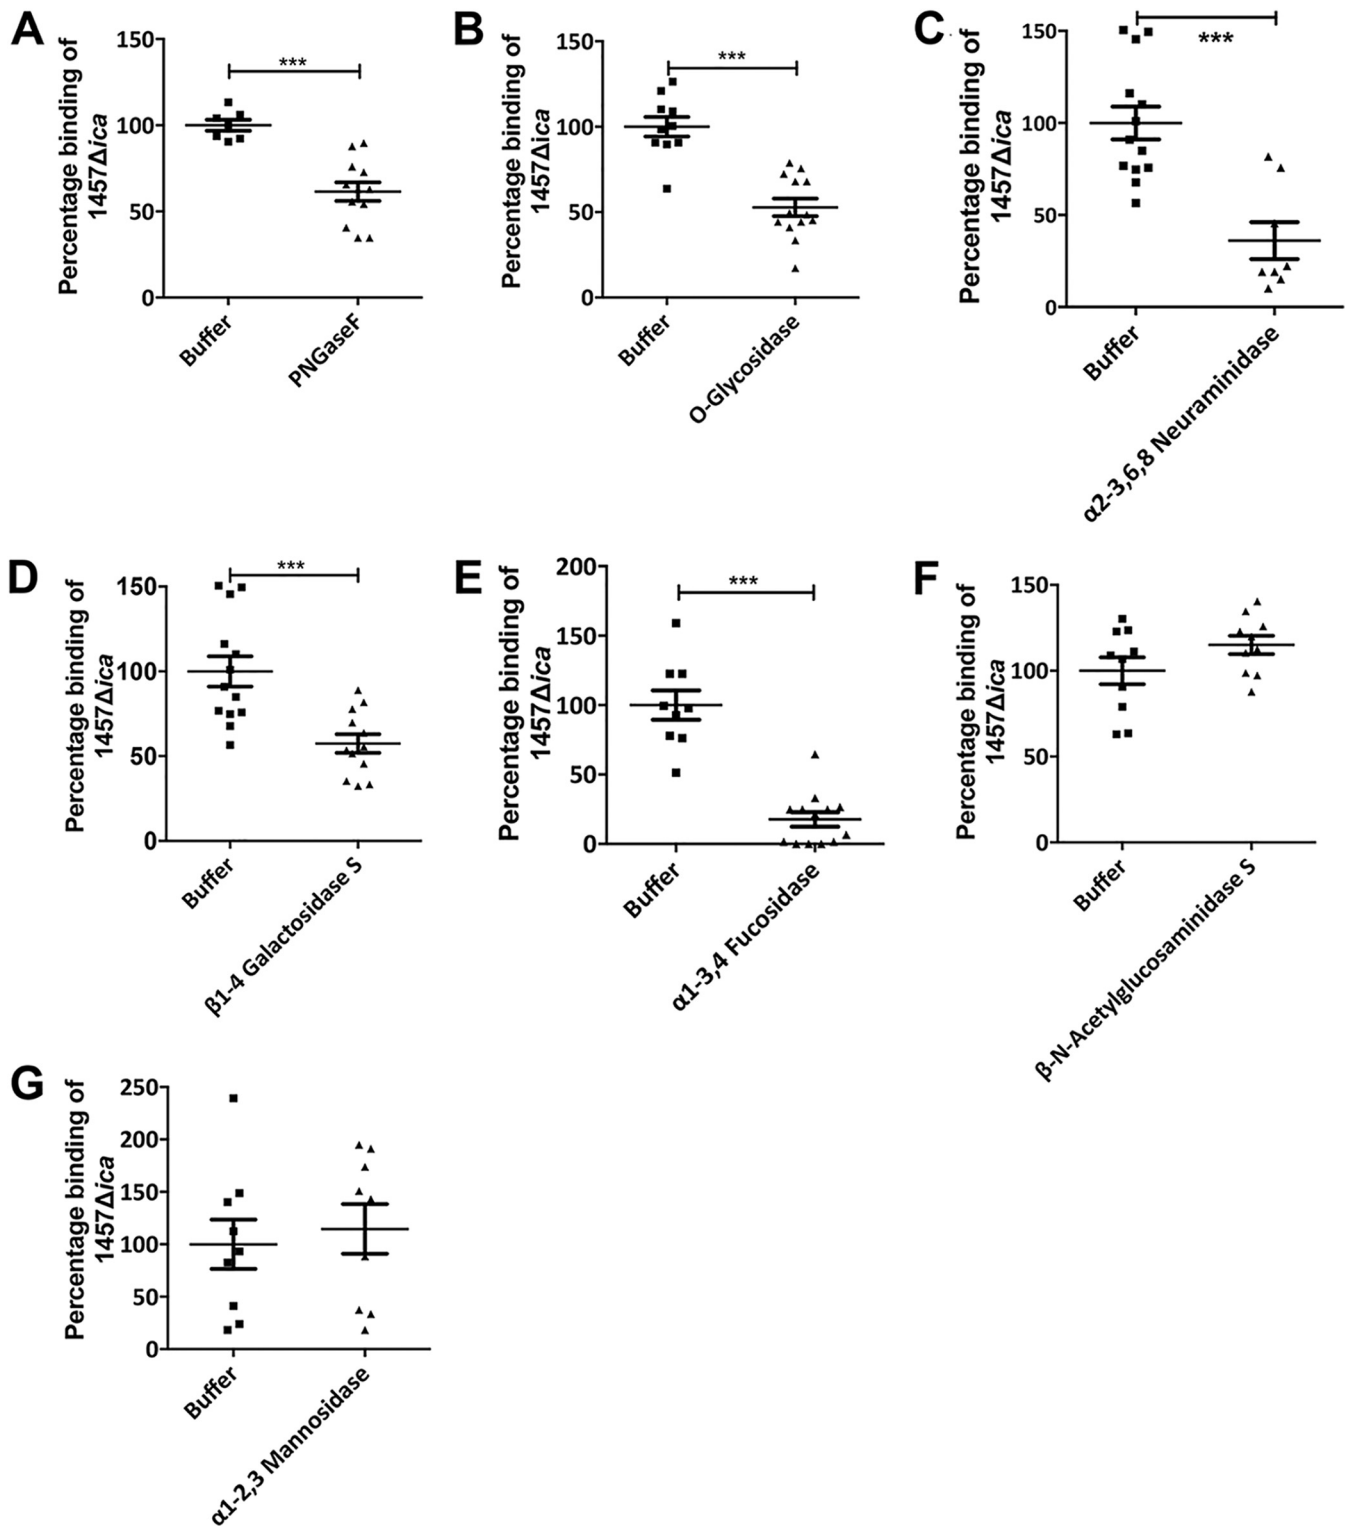 A
Percentage binding of
1457Δica
150
100
50
0
***
Buffer
PNGaseF
B
Percentage binding of
1457Δica
150
100
50
0
***
Buffer
O-Glycosidase
C
Percentage binding of
1457Δica
150
100
50
0
***
Buffer
α2-3,6,8 Neuraminidase
D
Percentage binding of
1457Δica
150
100
50
0
***
Buffer
β1-4 Galactosidase S
E
Percentage binding of
1457Δica
200
150
100
50
0
***
Buffer
α1-3,4 Fucosidase
F
Percentage binding of
1457Δica
150
100
50
0
Buffer
β-N-Acetylglucosaminidase S
G
Percentage binding of
1457Δica
250
200
150
100
50
0
Buffer
α1-2,3 Mannosidase